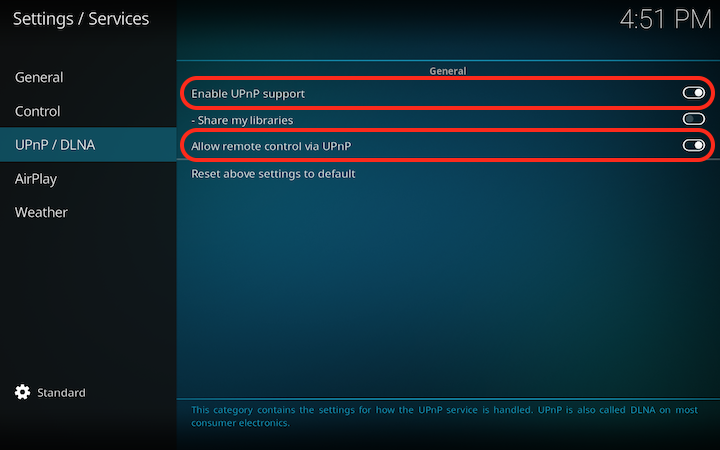 Settings / Services
4:51 PM
General
Control
UPnP / DLNA
AirPlay
Weather
Standard
General
Enable UPnP support
- Share my libraries
Allow remote control via UPnP
Reset above settings to default
This category contains the settings for how the UPnP service is handled. UPnP is also called DLNA on most
consumer electronics.